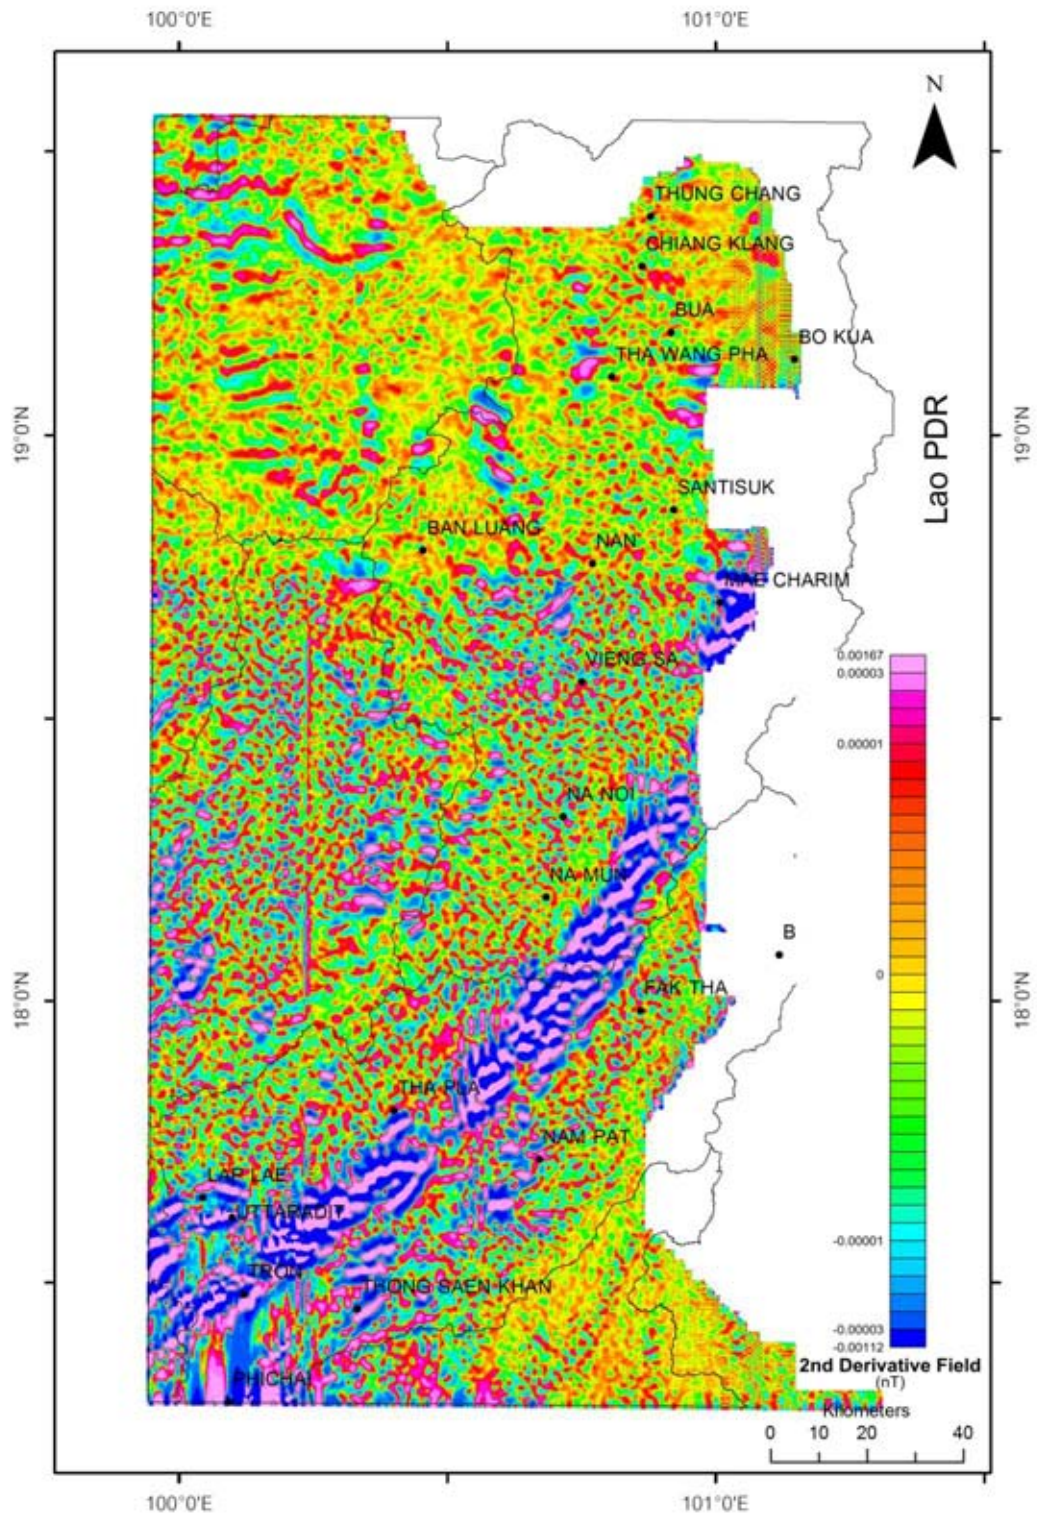 100°0'E 101°0'E
N
THUNG CHANG
CHIANG KLANG
BUA
BO KUA
THA WANG PHA
19°0'N 19°0'N
Lao PDR
SANTISUK
BAN LUANG
NAN
MAE CHARIM
VIENG SA
0.00167
0.00003
0.00001
NA NOI
NA MUN
B
0
FAK THA
18°0'N 18°0'N
THA PLA
NAM PAT
LAP LAE
UTTARADIT
-0.00001
TRON
THONG SAEN KHAN
-0.00003
-0.00112
2nd Derivative Field
(nT)
PHICHAI
Kilometers
0 10 20 40
100°0'E 101°0'E